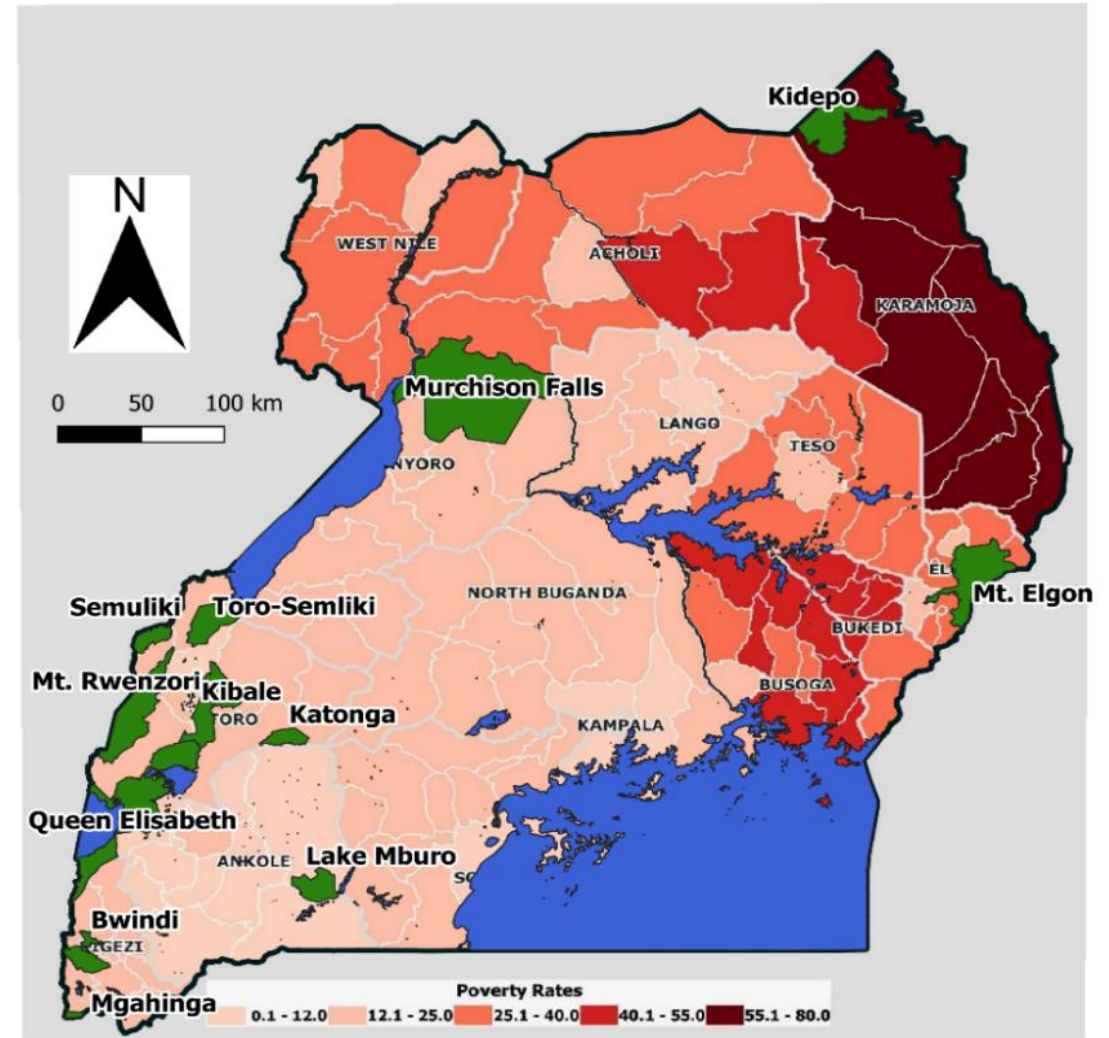 Kidepo
N
WEST NILE
ACHOLI
KARAMOJA
0 50 100 km
Murchison Falls
LANGO
TESO
NYORO
EL
NORTH BUGANDA
Semuliki
Toro-Semliki
Mt. Elgon
BUKEDI
Mt. Rwenzori
Kibale
BUSOGA
TORO
Katonga
KAMPALA
Queen Elisabeth
ANKOLE
Lake Mburo
SO
Bwindi
IGEZI
Mgahinga
Poverty Rates
0.1 - 12.0 12.1 - 25.0 25.1 - 40.0 40.1 - 55.0 55.1 - 80.0